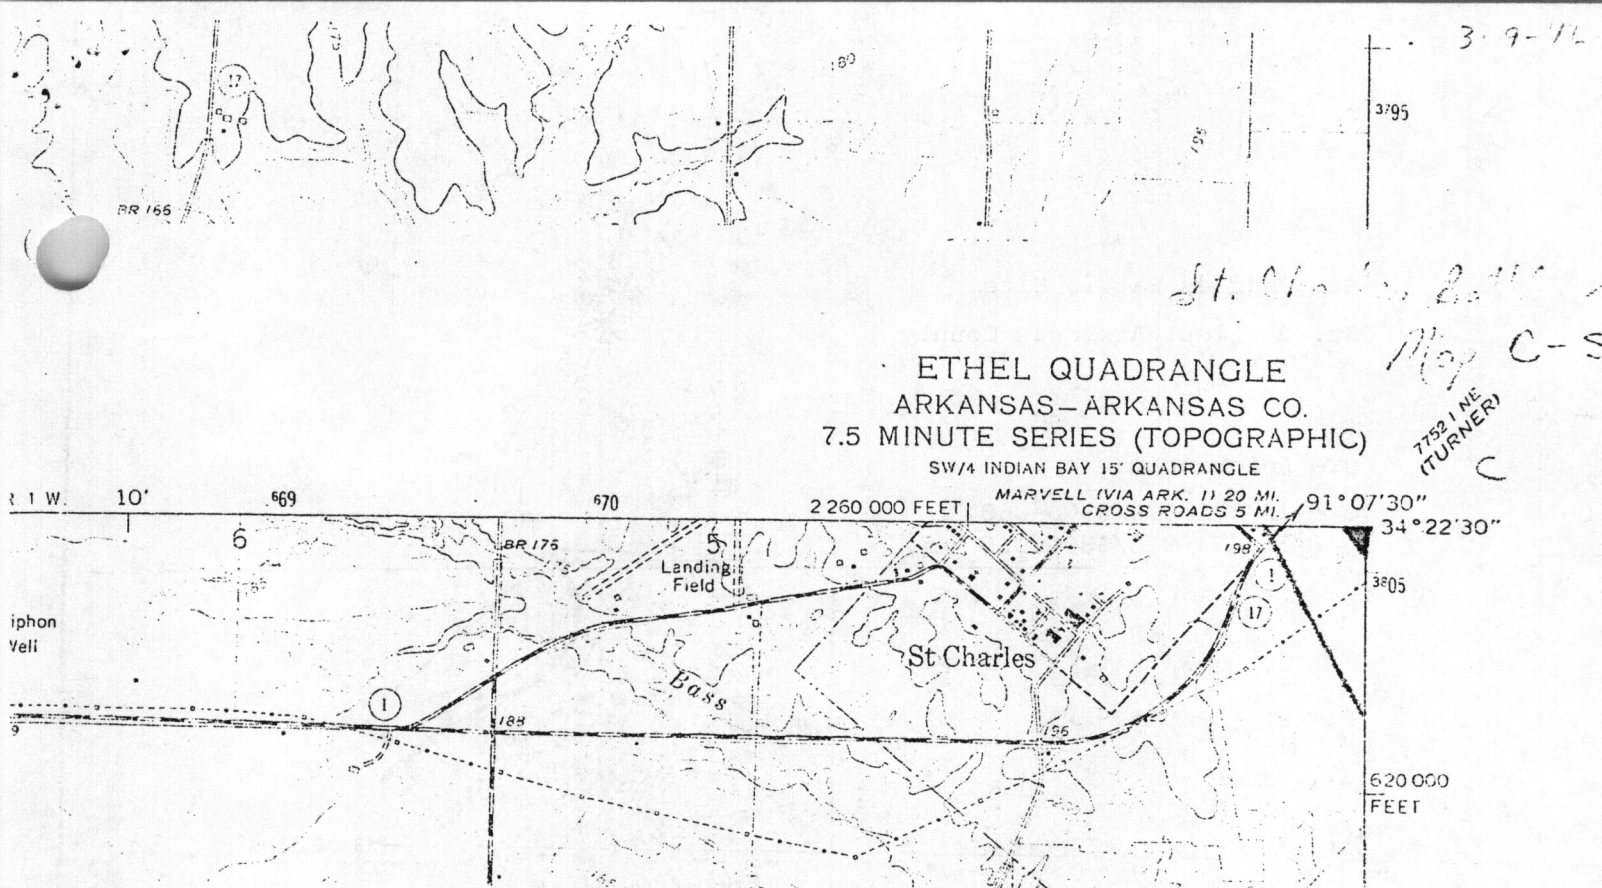 3-9-
17
180
3795
BR 166
St.
Map C-S
ETHEL QUADRANGLE
ARKANSAS–ARKANSAS CO.
7.5 MINUTE SERIES (TOPOGRAPHIC)
SW/4 INDIAN BAY 15' QUADRANGLE
7752 I NE
(TURNER)
C
MARVELL (VIA ARK. 1) 20 MI.
CROSS ROADS 5 MI.
R 1 W.
10'
669
670
2 260 000 FEET
91°07'30"
34°22'30"
6
BR 176
5
Landing
Field
198
1
3805
17
iphon
Vell
St Charles
Bass
1
188
196
9
620 000
FEET